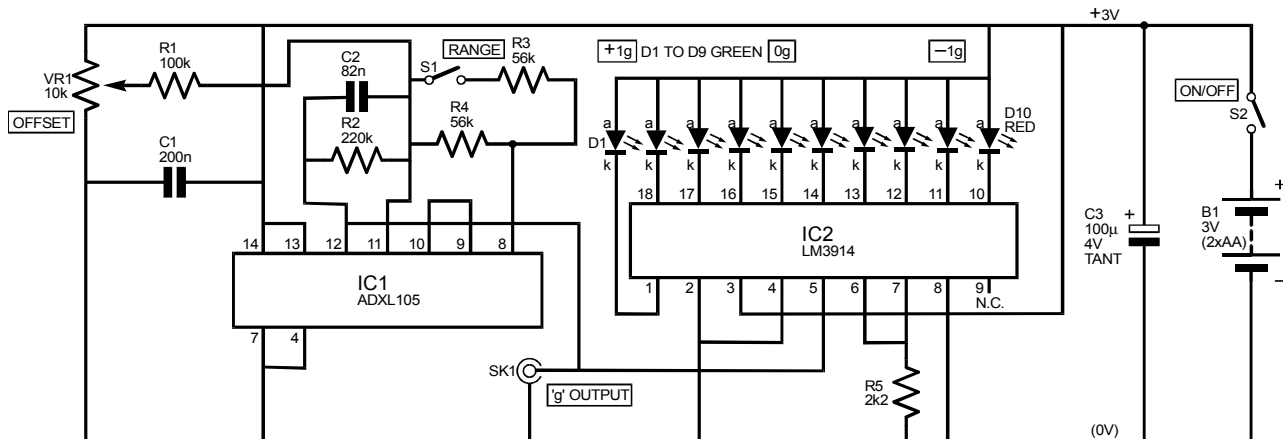 +3V
R1
100k
VR1
10k
OFFSET
C1
200n
C2
82n
R2
220k
S1
RANGE
R3
56k
R4
56k
14 13 12 11 10 9 8
IC1
ADXL105
7 4
+1g D1 TO D9 GREEN 0g
−1g
a a a a a a a a a a
D1
D10
RED
k k k k k k k k k k
18 17 16 15 14 13 12 11 10
IC2
LM3914
1 2 3 4 5 6 7 8 9
N.C.
SK1
'g' OUTPUT
R5
2k2
C3
100µ
4V
TANT
+
ON/OFF
S2
B1
3V
(2xAA)
+
−
(0V)